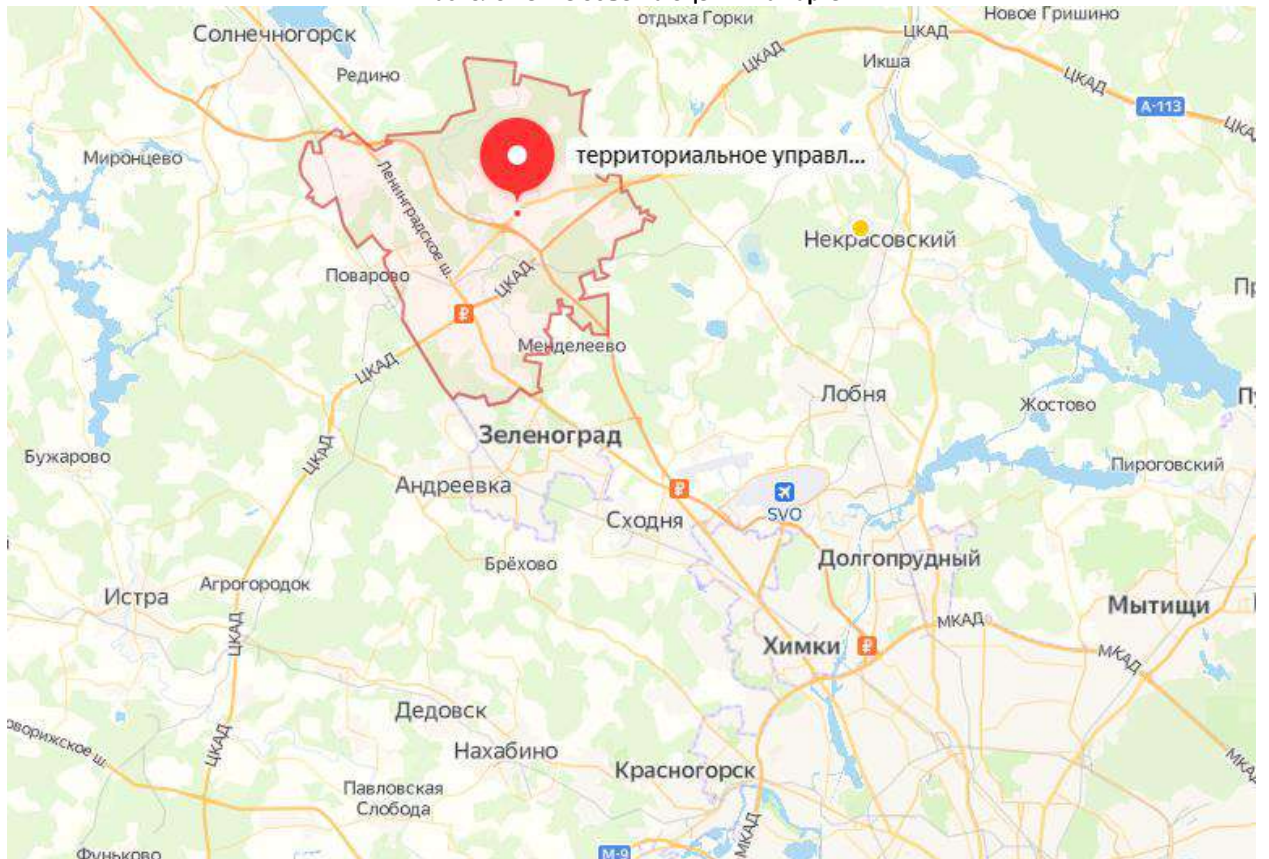 отдыха Горки
Новое Гришино
Солнечногорск
ЦКАД
Редино
ЦКАД
Икша
ЦКАД
А-113
ЦКАД
Миронцево
территориальное управл...
Ленинградское ш.
Некрасовский
Поварово
ЦКАД
₽
Менделеево
ЦКАД
Лобня
Жостово
Зеленоград
ЦКАД
Бужарово
Пироговский
Андреевка
₽
SVO
Сходня
Брёхово
Долгопрудный
Агрогородок
Истра
Мытищи
ЦКАД
МКАД
Химки
₽
МКАД
Дедовск
Нахабино
ЦКАД
МКАД
Красногорск
Павловская
Слобода
МКАД
Фуньково
М-9